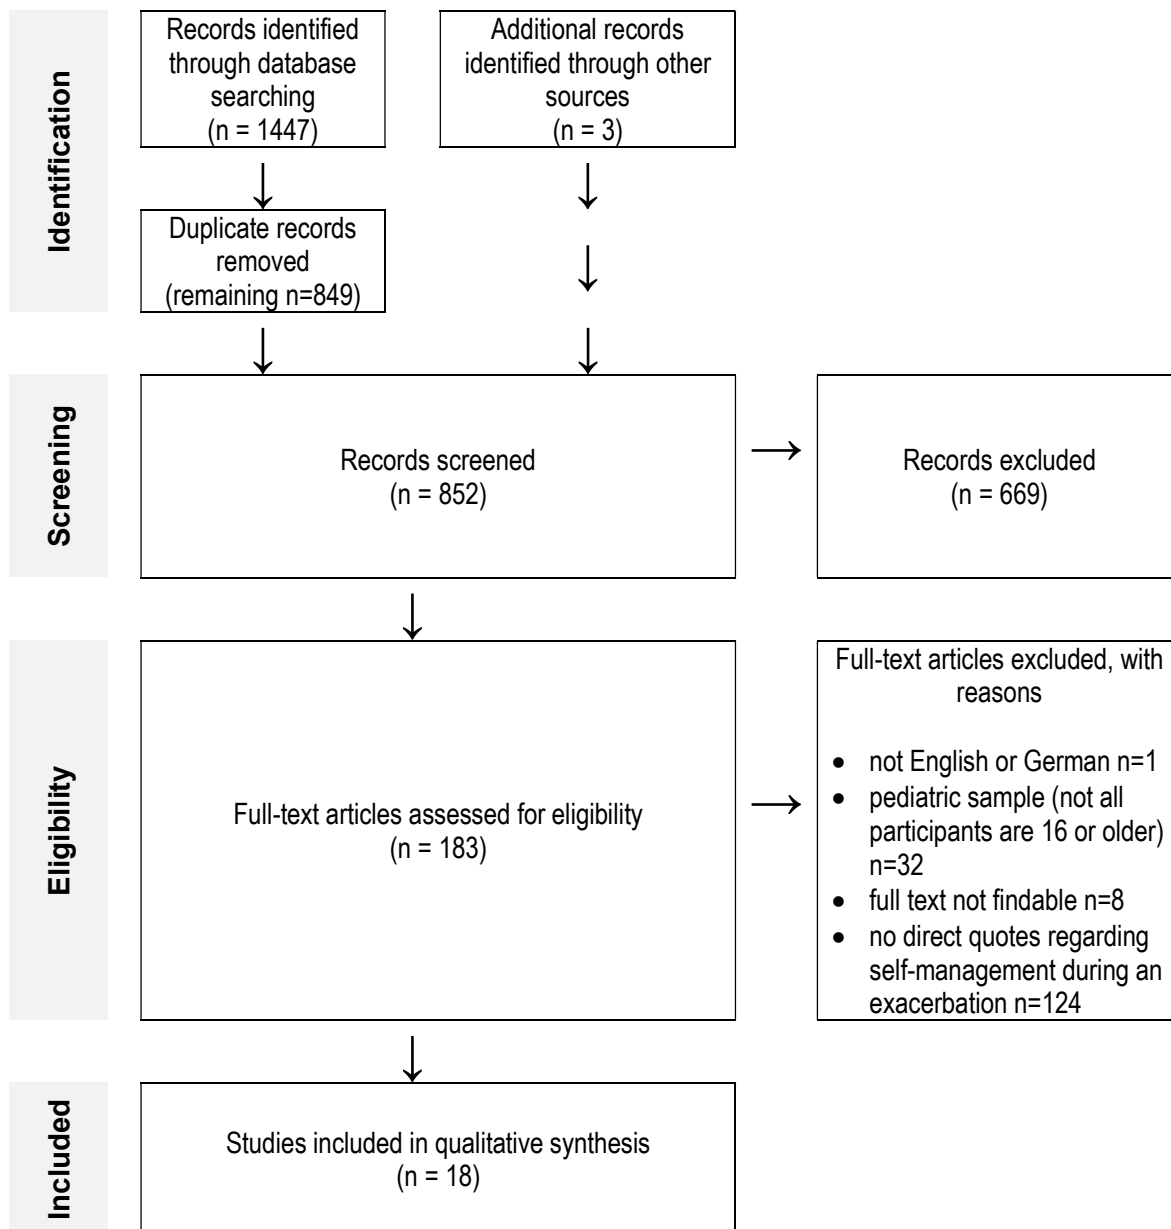 Identification
Records identified
through database
searching
(n = 1447)
Additional records
identified through other
sources
(n = 3)
Duplicate records
removed
(remaining n=849)
Screening
Records screened
(n = 852)
Records excluded
(n = 669)
Eligibility
Full-text articles assessed for eligibility
(n = 183)
Full-text articles excluded, with
reasons
• not English or German n=1
• pediatric sample (not all
participants are 16 or older)
n=32
• full text not findable n=8
• no direct quotes regarding
self-management during an
exacerbation n=124
Included
Studies included in qualitative synthesis
(n = 18)